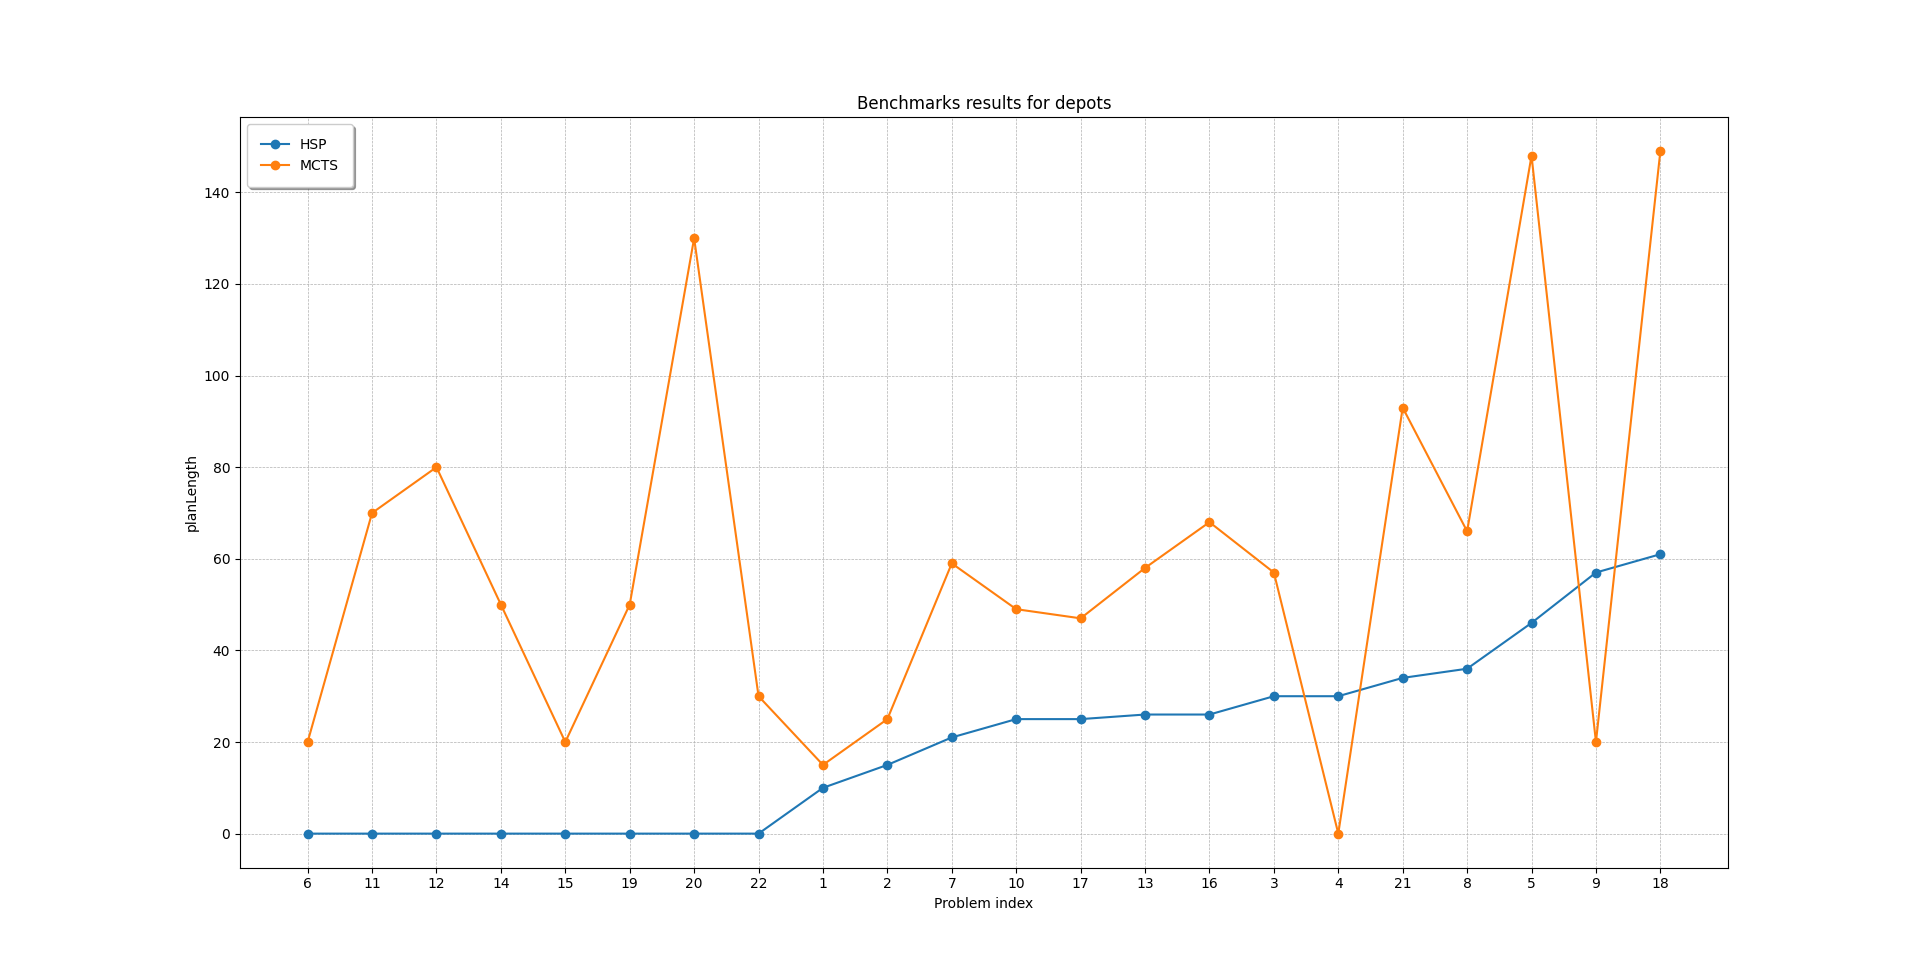 Benchmarks results for depots
HSP
MCTS
planLength
140
120
100
80
60
40
20
0
6 11 12 14 15 19 20 22 1 2 7 10 17 13 16 3 4 21 8 5 9 18
Problem index